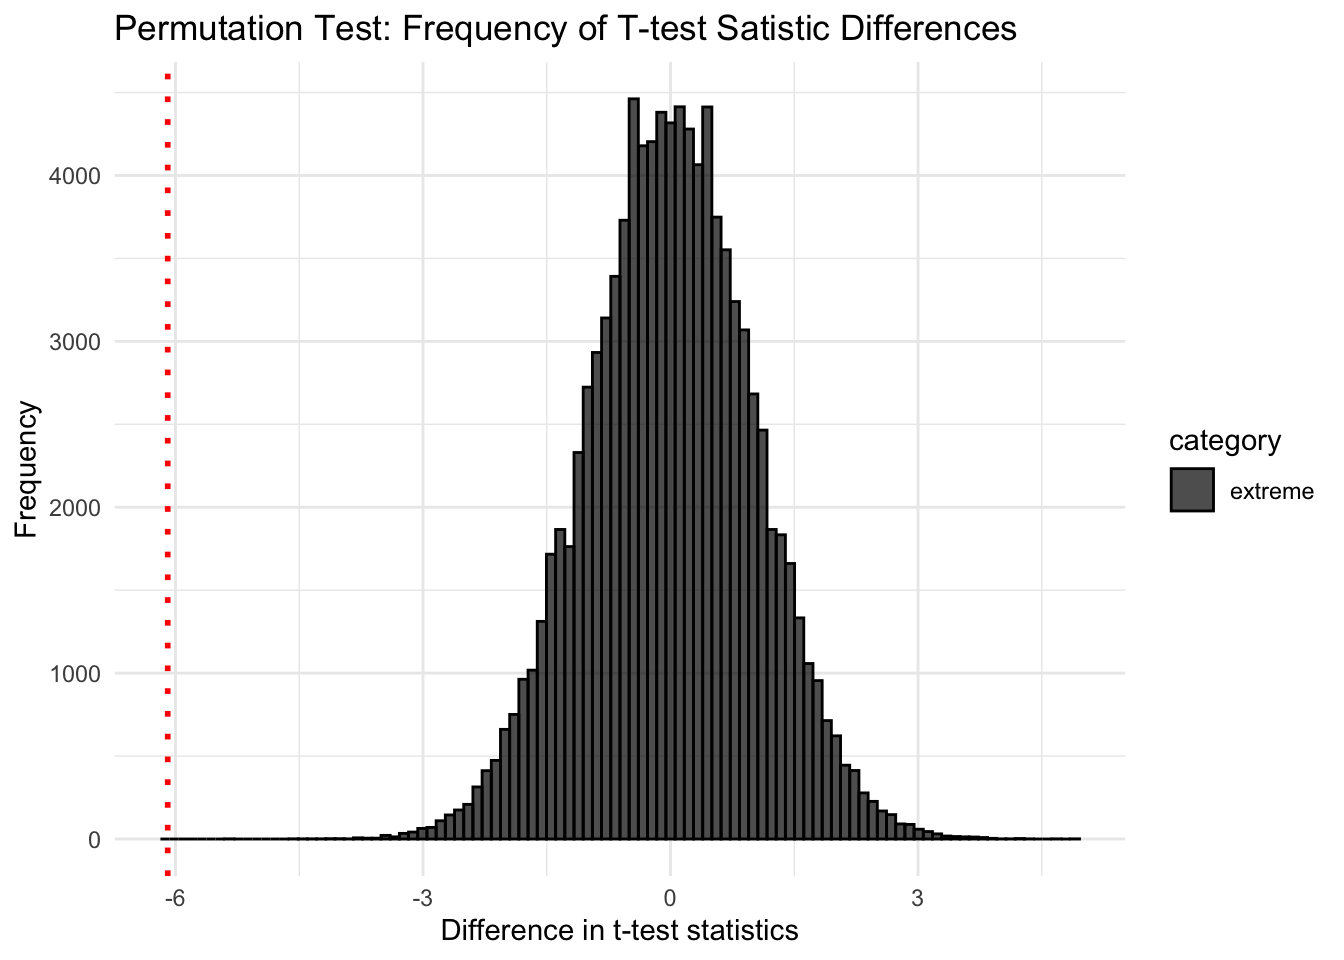 Permutation Test: Frequency of T-test Satistic Differences
4000
3000
2000
1000
0
Frequency
-6
-3
0
3
Difference in t-test statistics
category
extreme